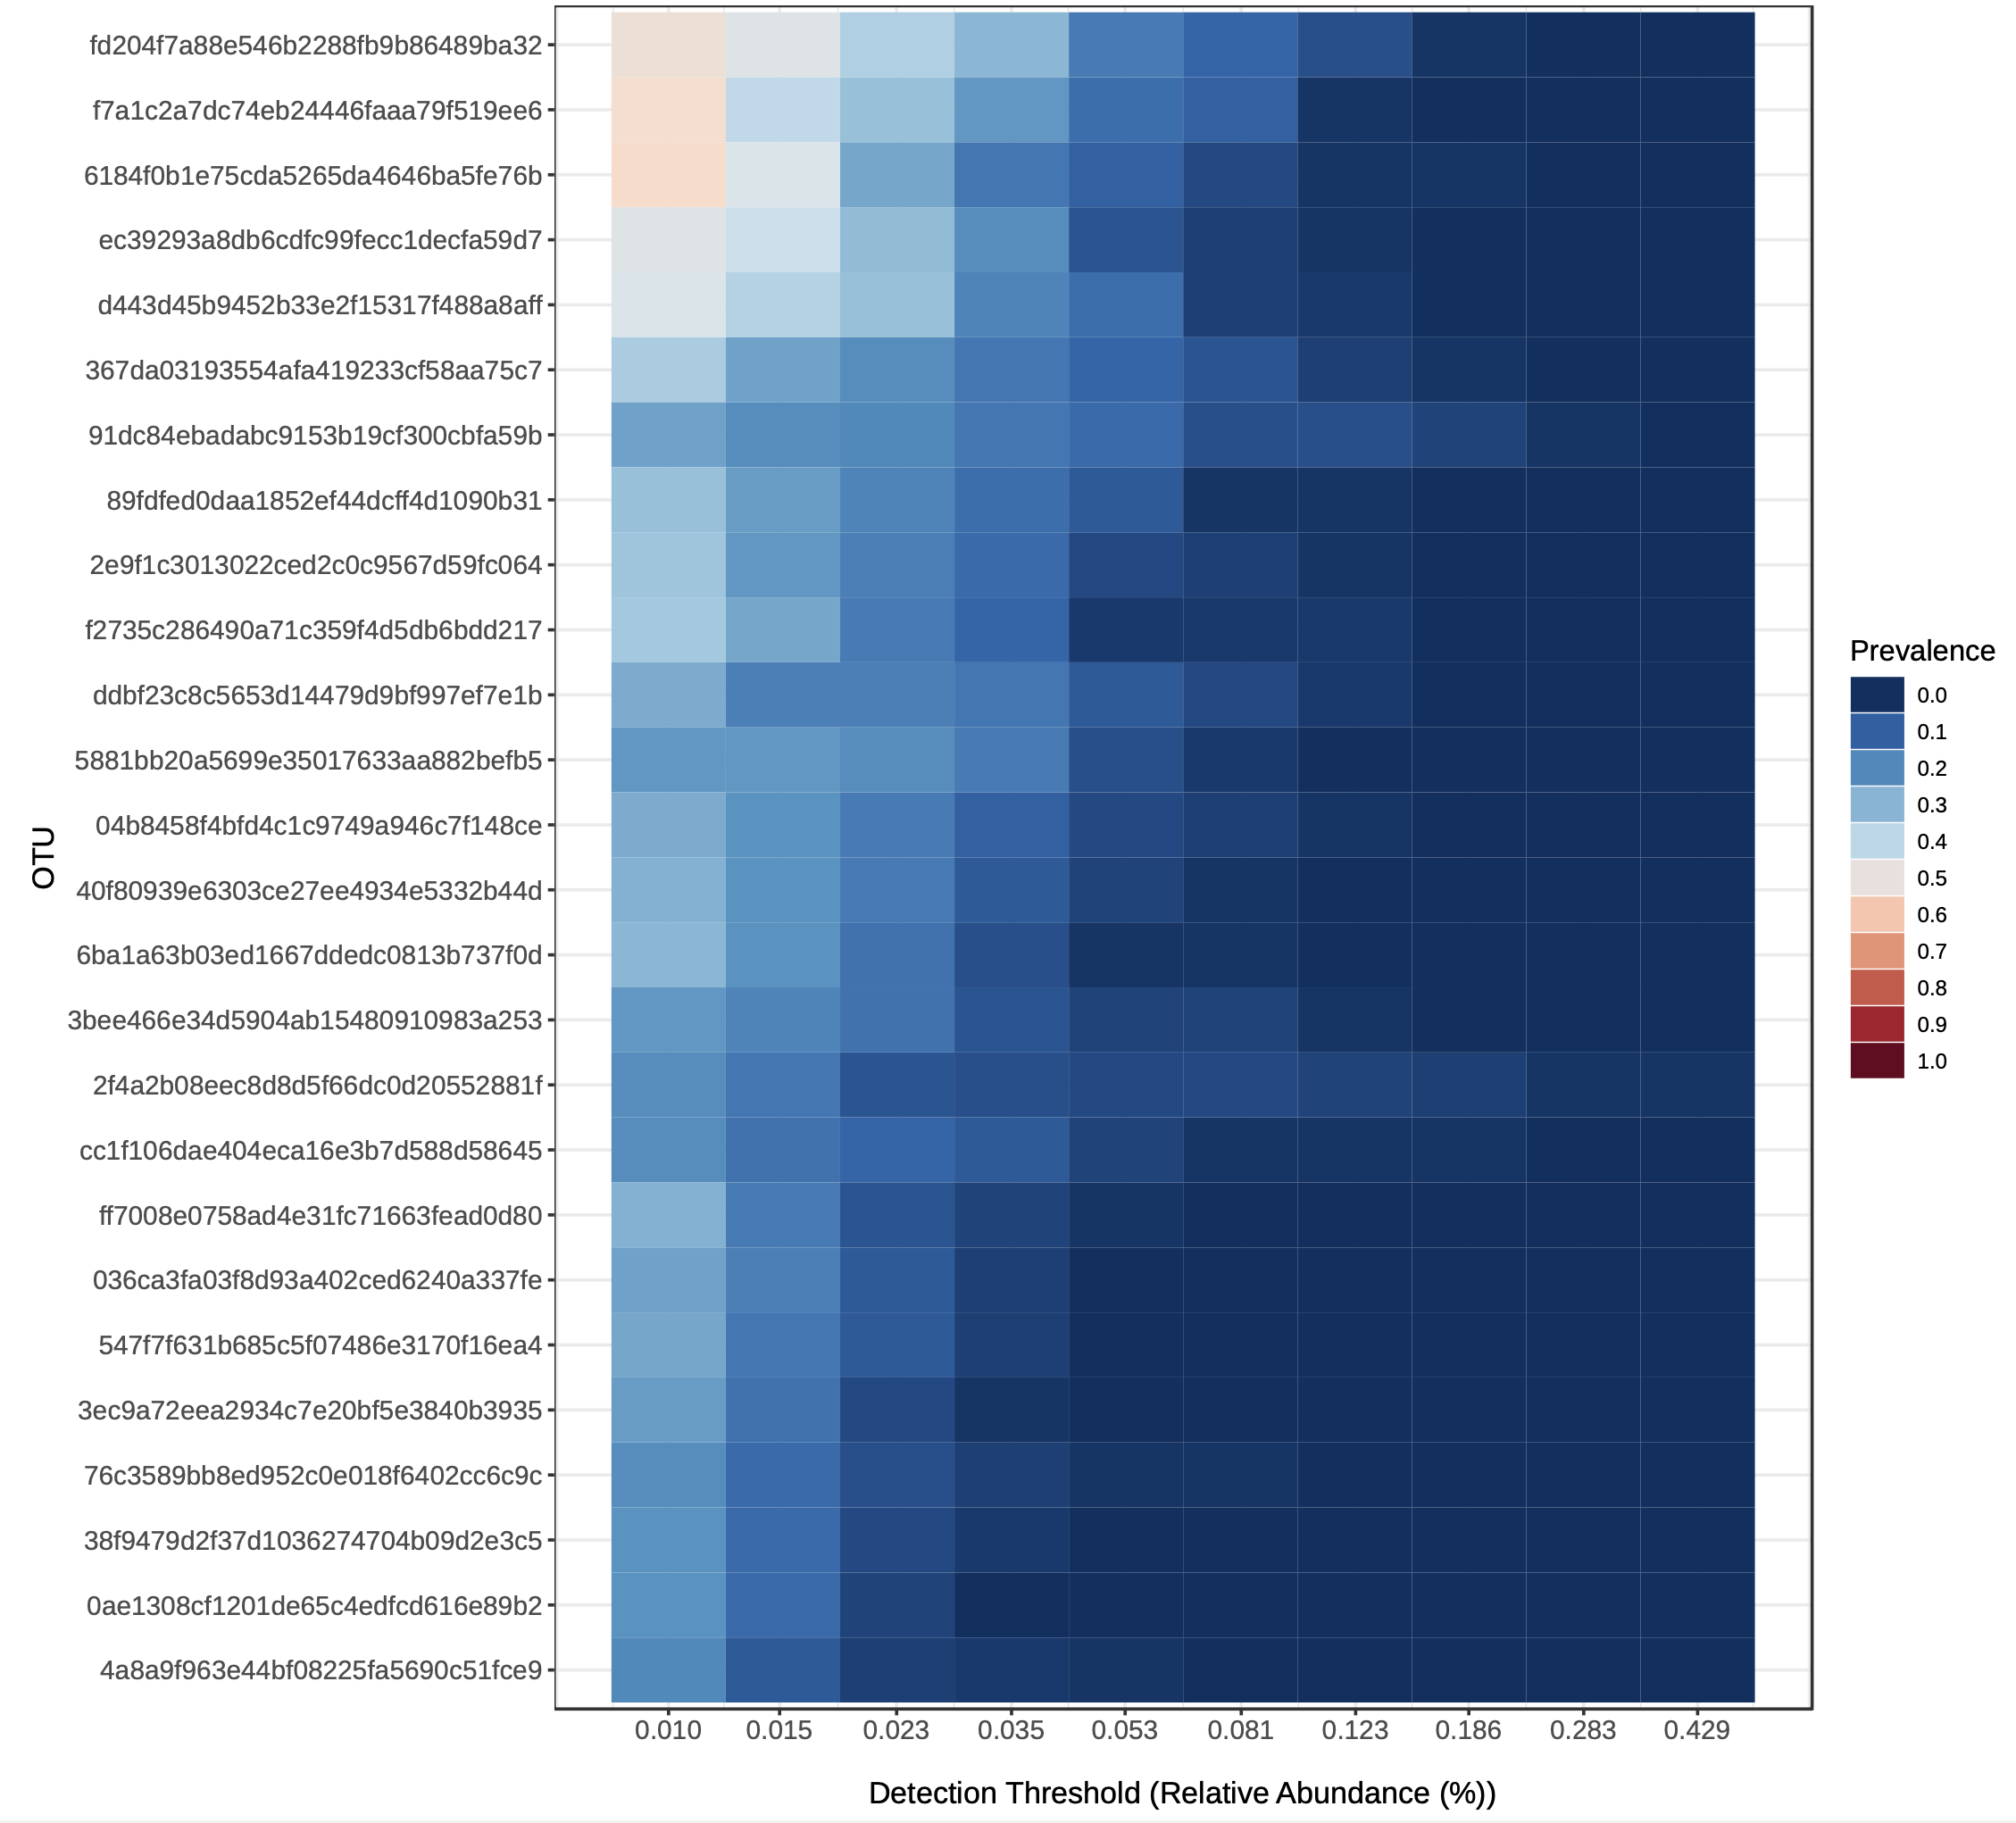 fd204f7a88e546b2288fb9b86489ba32
f7a1c2a7dc74eb24446faaa79f519ee6
6184f0b1e75cda5265da4646ba5fe76b
ec39293a8db6cdfc99fecc1decfa59d7
d443d45b9452b33e2f15317f488a8aff
367da03193554afa419233cf58aa75c7
91dc84ebadabc9153b19cf300cbfa59b
89fdfed0daa1852ef44dcff4d1090b31
2e9f1c3013022ced2c0c9567d59fc064
f2735c286490a71c359f4d5db6bdd217
ddbf23c8c5653d14479d9bf997ef7e1b
5881bb20a5699e35017633aa882befb5
04b8458f4bfd4c1c9749a946c7f148ce
40f80939e6303ce27ee4934e5332b44d
6ba1a63b03ed1667ddedc0813b737f0d
3bee466e34d5904ab15480910983a253
2f4a2b08eec8d8d5f66dc0d20552881f
cc1f106dae404eca16e3b7d588d58645
ff7008e0758ad4e31fc71663fead0d80
036ca3fa03f8d93a402ced6240a337fe
547f7f631b685c5f07486e3170f16ea4
3ec9a72eea2934c7e20bf5e3840b3935
76c3589bb8ed952c0e018f6402cc6c9c
38f9479d2f37d1036274704b09d2e3c5
0ae1308cf1201de65c4edfcd616e89b2
4a8a9f963e44bf08225fa5690c51fce9
OTU
0.010 0.015 0.023 0.035 0.053 0.081 0.123 0.186 0.283 0.429
Detection Threshold (Relative Abundance (%))
Prevalence
0.0
0.1
0.2
0.3
0.4
0.5
0.6
0.7
0.8
0.9
1.0